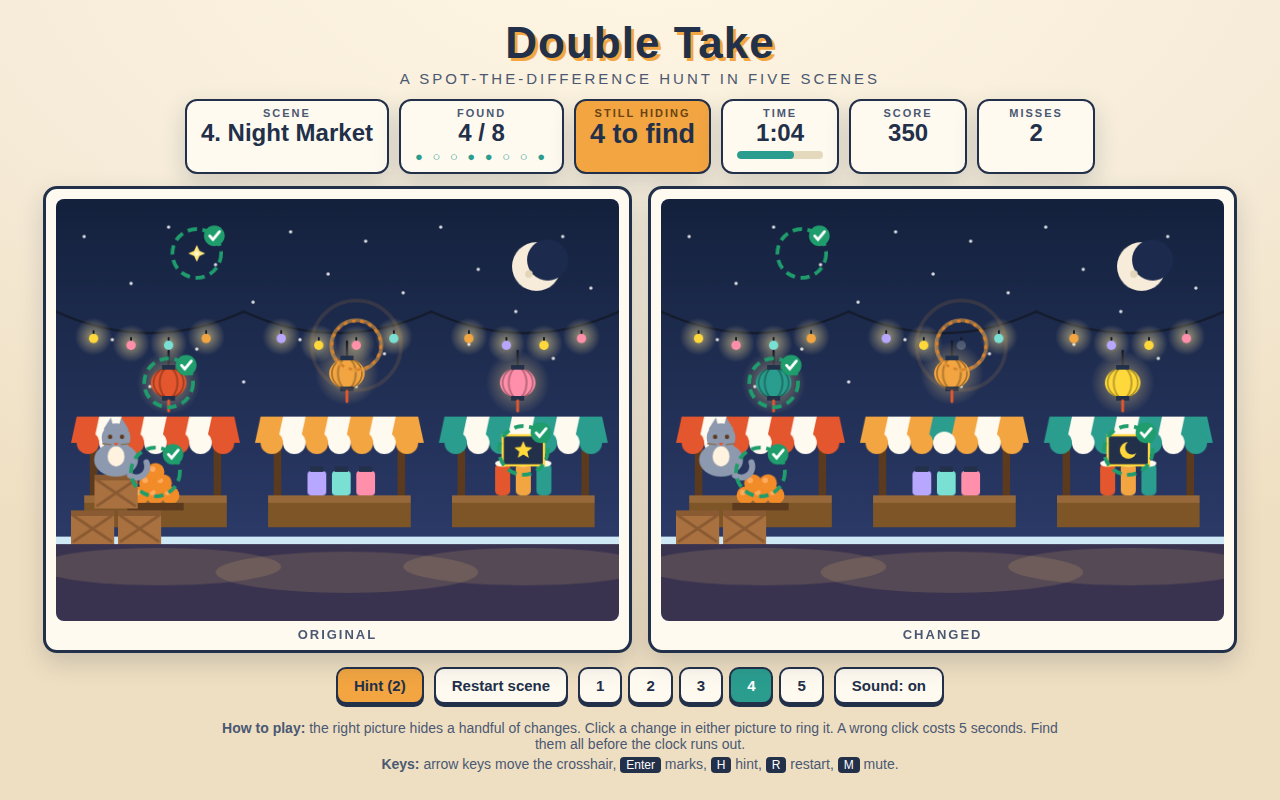 Double Take
A SPOT-THE-DIFFERENCE HUNT IN FIVE SCENES
SCENE
4. Night Market
FOUND
4 / 8
STILL HIDING
4 to find
TIME
1:04
SCORE
350
MISSES
2
ORIGINAL
CHANGED
Hint (2)
Restart scene
1
2
3
4
5
Sound: on
How to play: the right picture hides a handful of changes. Click a change in either picture to ring it. A wrong click costs 5 seconds. Find
them all before the clock runs out.
Keys: arrow keys move the crosshair, Enter marks, H hint, R restart, M mute.